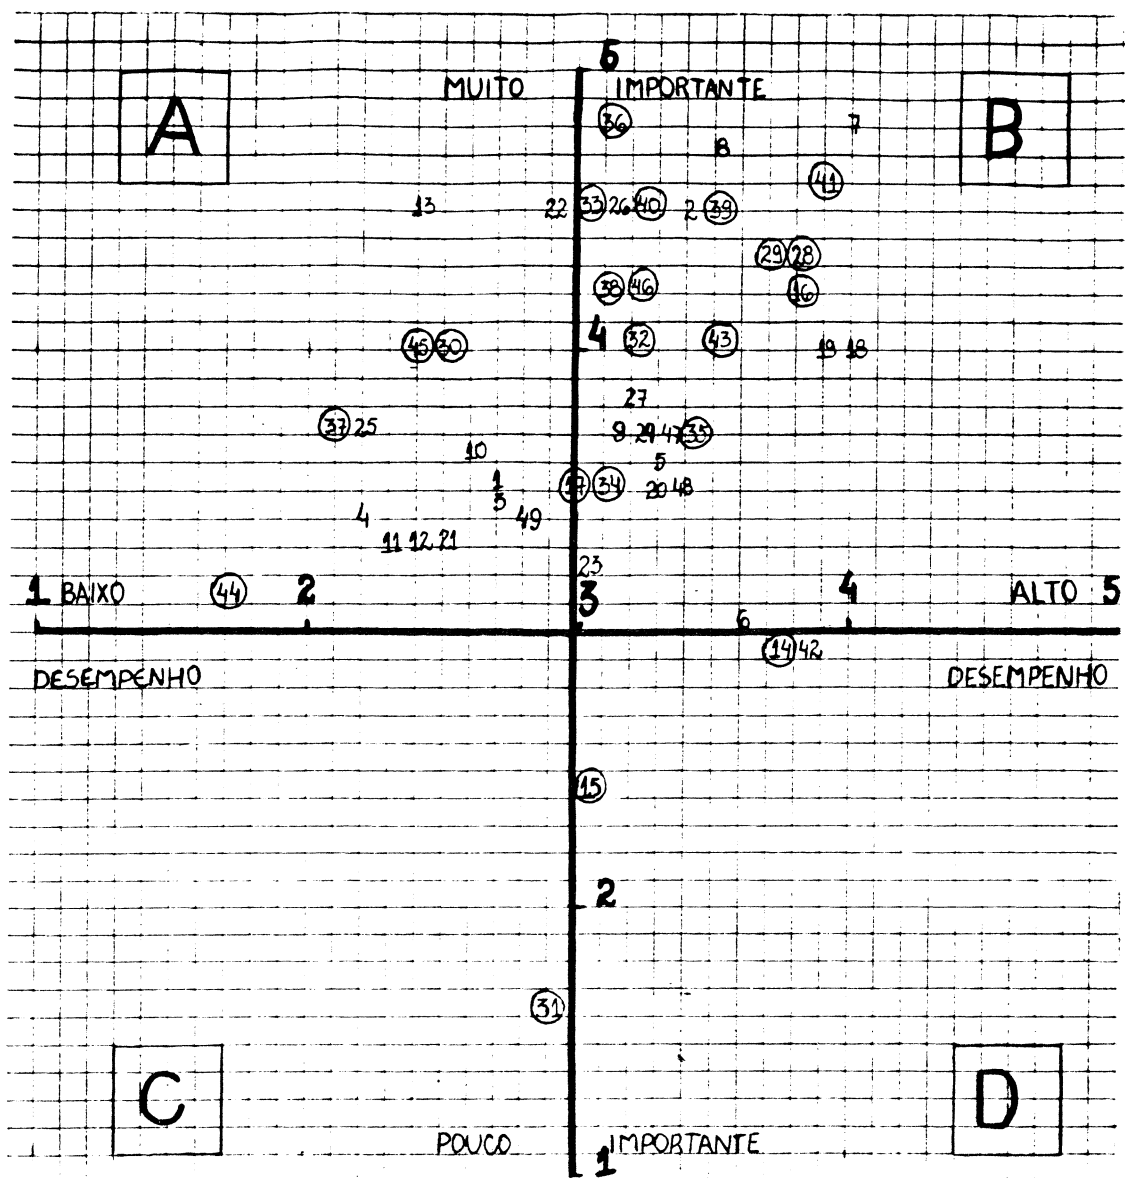 5
A MUITO IMPORTANTE B
36 7
8
41
13 22 33 26 40 2 39
29 28
38 46 16
45 30 4 32 43 19 18
27
37 25 9 24 47 35
10 5
1 17 34 20 48
3
4 49
11 12 21
23
1 BAIXO 44 2 3 4 ALTO 5
6
14 42
DESEMPENHO DESEMPENHO
15
2
31
C D
POUCO IMPORTANTE
1